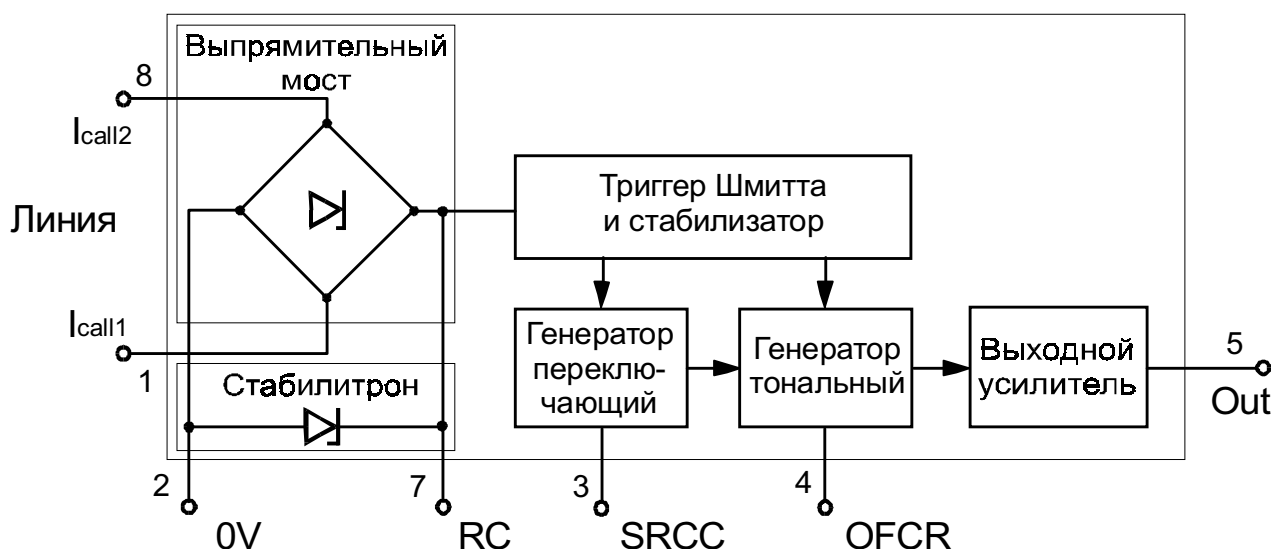 Выпрямительный
мост
8
Icall2
Линия
Триггер Шмитта
и стабилизатор
Icall1
1
Генератор
переклю-
чающий
Генератор
тональный
Выходной
усилитель
5
Out
Стабилитрон
2
7
3
4
0V
RC
SRCC
OFCR